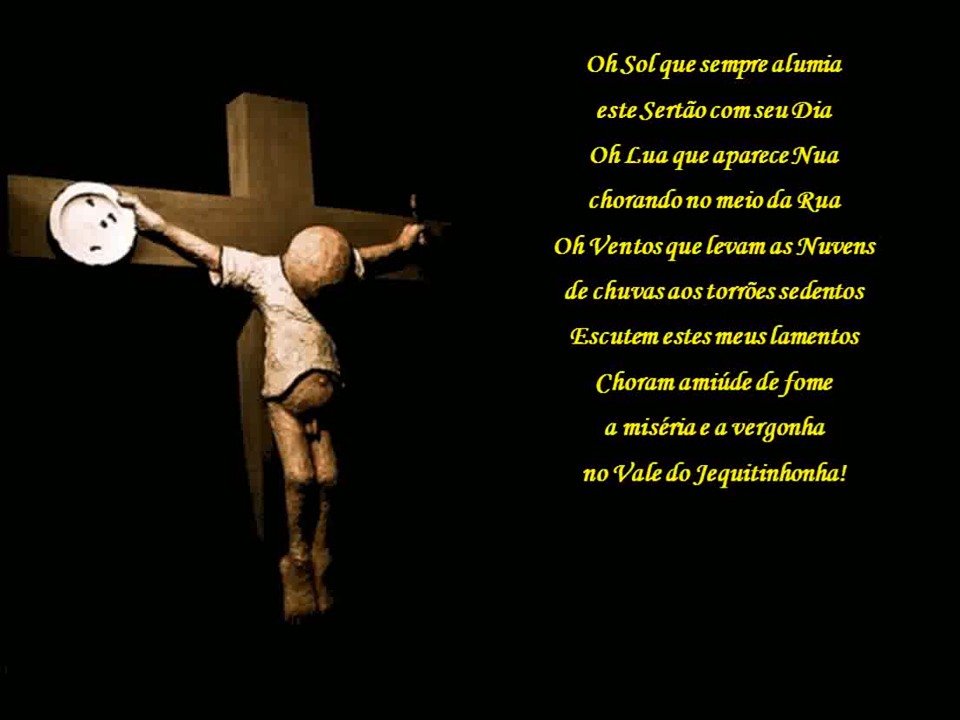 Oh Sol que sempre alumia
este Sertão com seu Dia
Oh Lua que aparece Nua
chorando no meio da Rua
Oh Ventos que levam as Nuvens
de chuvas aos torrões sedentos
Escutem estes meus lamentos
Choram amiúde de fome
a miséria e a vergonha
no Vale do Jequitinhonha!